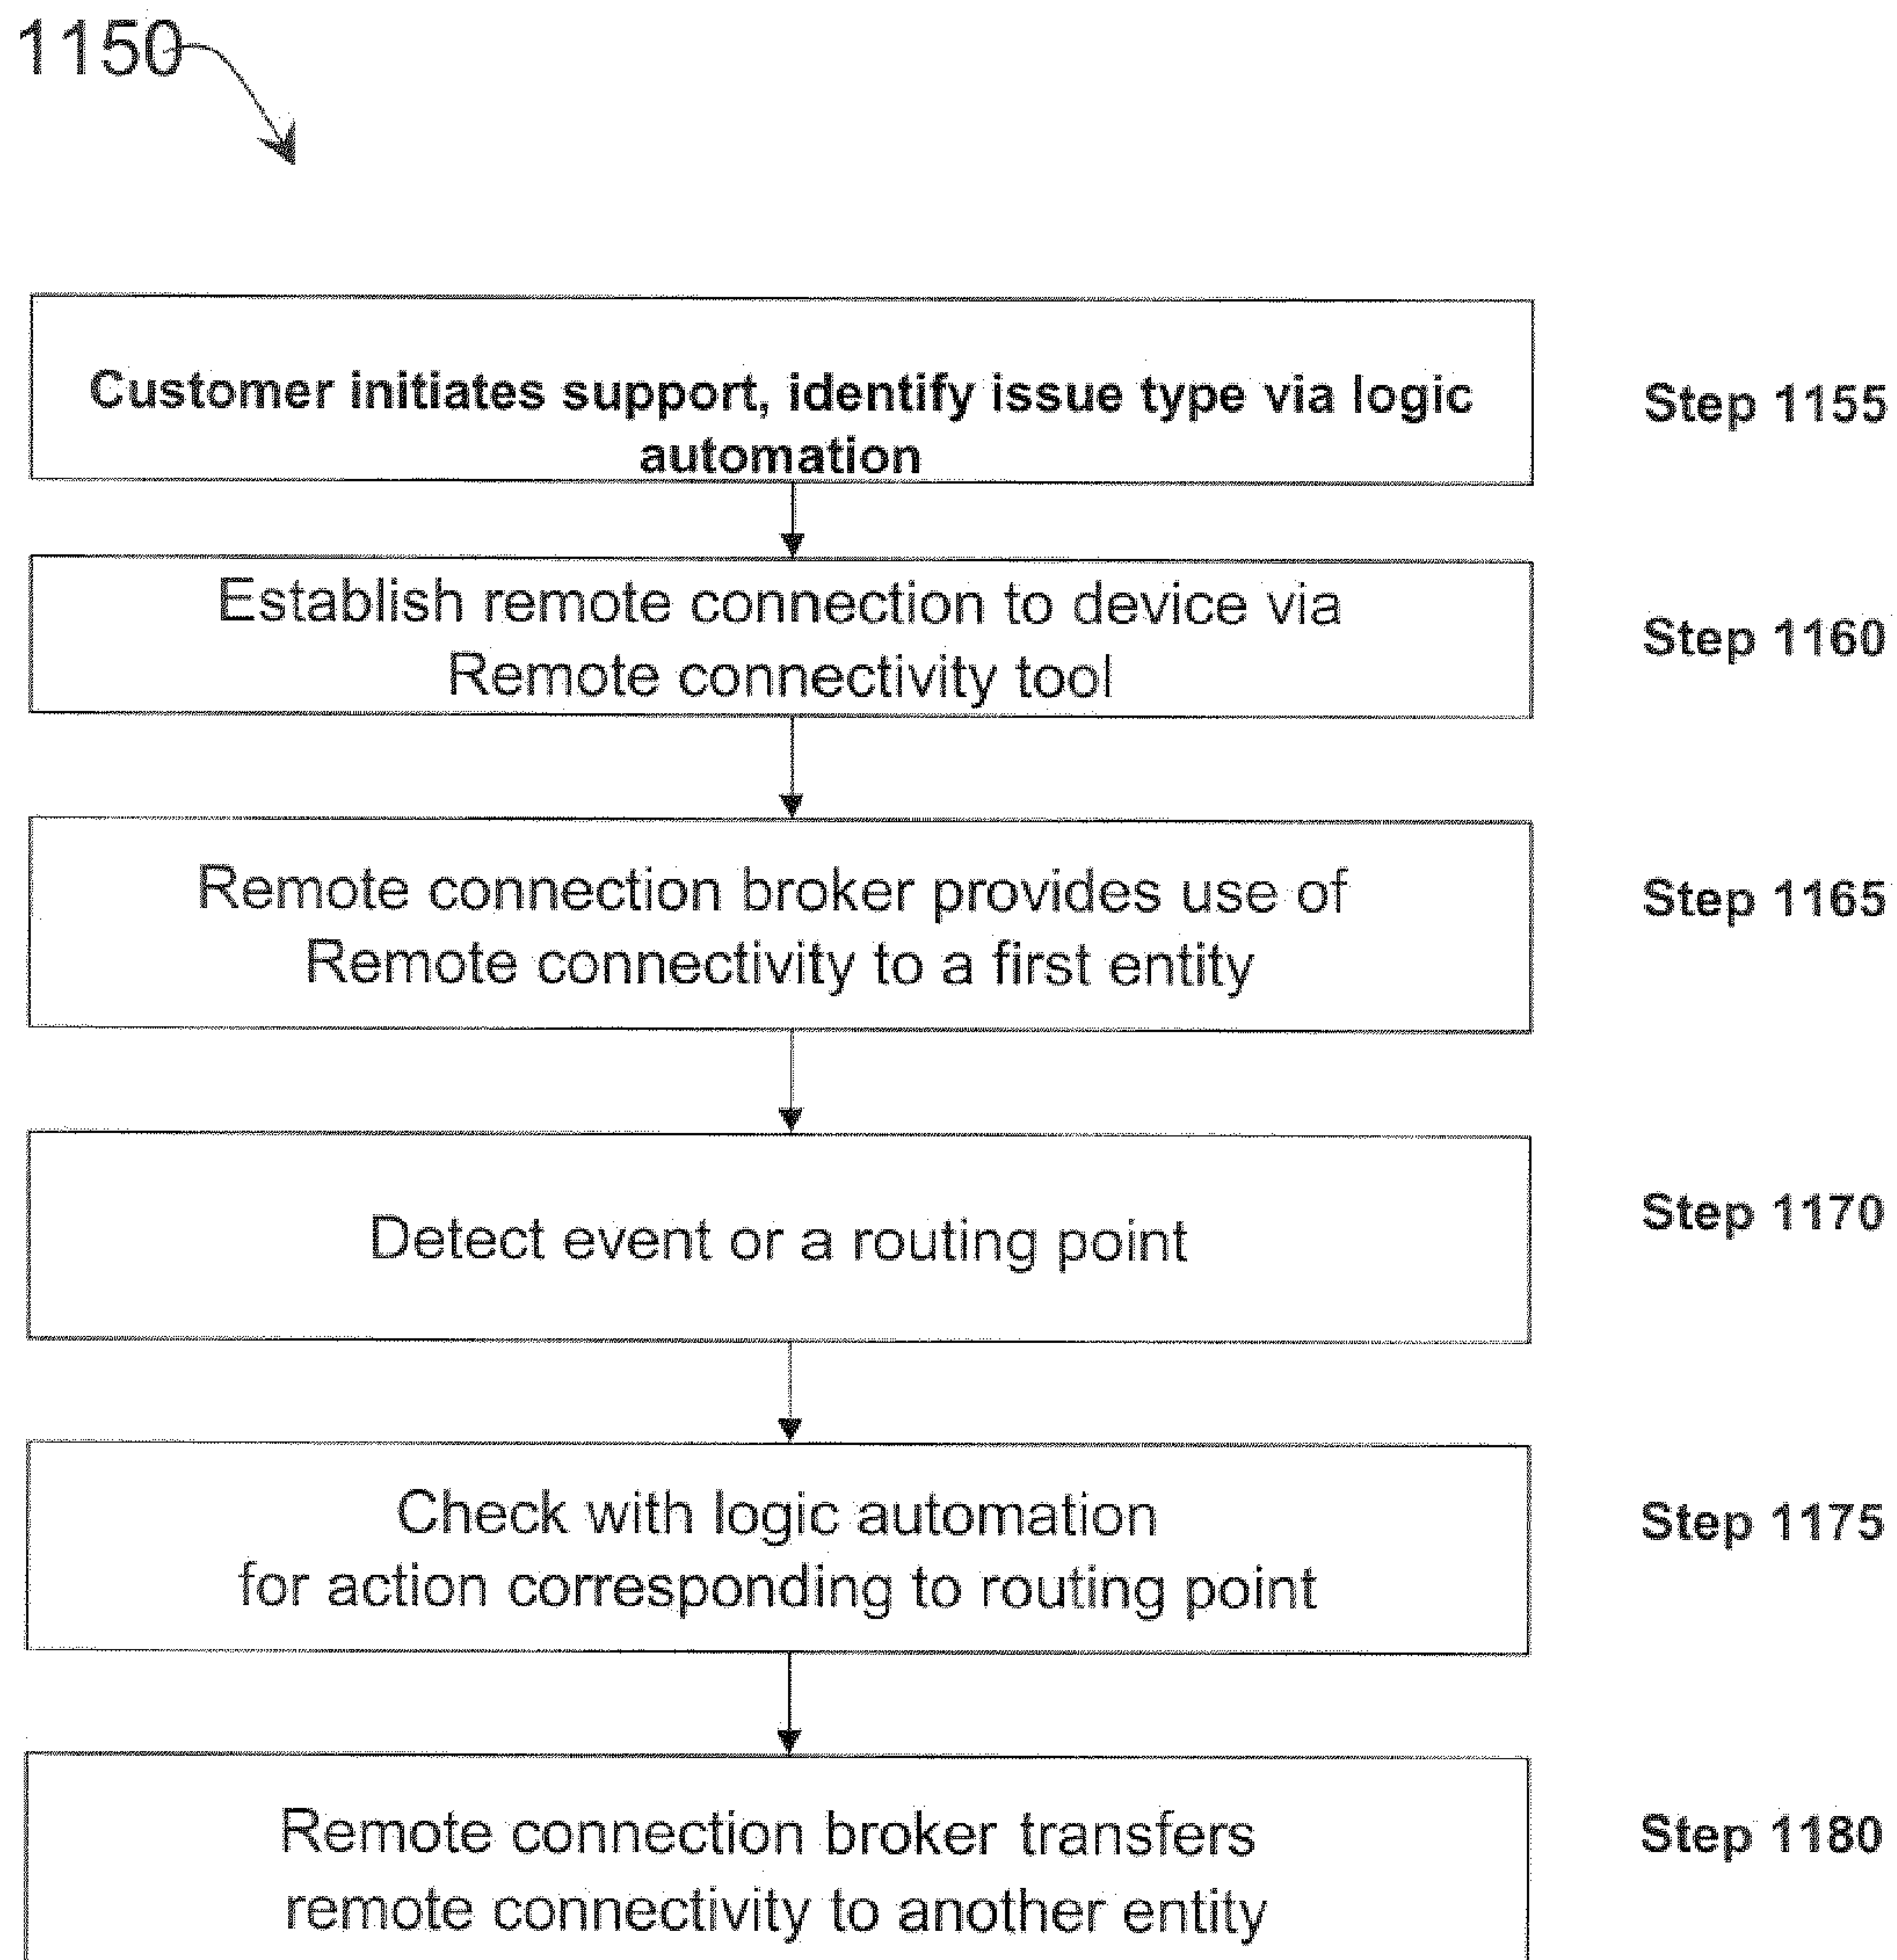 1150
Customer initiates support, identify issue type via logic
automation
Step 1155
Establish remote connection to device via
Remote connectivity tool
Step 1160
Remote connection broker provides use of
Remote connectivity to a first entity
Step 1165
Detect event or a routing point
Step 1170
Check with logic automation
for action corresponding to routing point
Step 1175
Remote connection broker transfers
remote connectivity to another entity
Step 1180